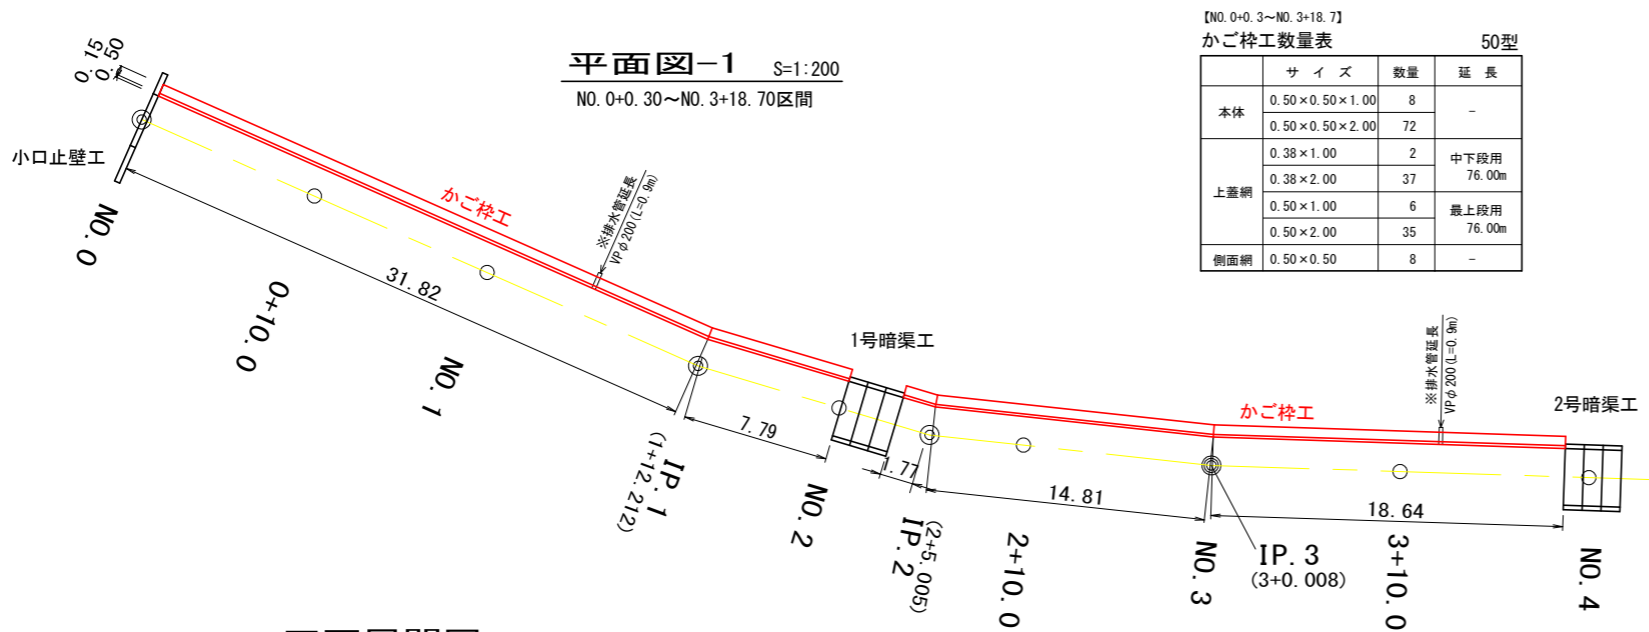 平面図-1 S=1:200
NO.0+0.30～NO.3+18.70区間
【NO.0+0.3～NO.3+18.7】
かご枠工数量表 50型
サイズ 数量 延長
本体 0.50×0.50×1.00 8 -
0.50×0.50×2.00 72
上蓋網 0.38×1.00 2 中下段用
0.38×2.00 37 76.00m
0.50×1.00 6 最上段用
0.50×2.00 35 76.00m
側面網 0.50×0.50 8 -
0.15
0.50
小口止壁工
かご枠工
※排水管延長
VPφ200(L=0.9m)
31.82
NO.0
0+10.0
NO.1
IP.1
(1+12.212)
7.79
1号暗渠工
NO.2
1.77
IP.2
(2+5.005)
14.81
2+10.0
かご枠工
NO.3
IP.3
(3+0.008)
※排水管延長
VPφ200(L=0.9m)
18.64
3+10.0
2号暗渠工
NO.4